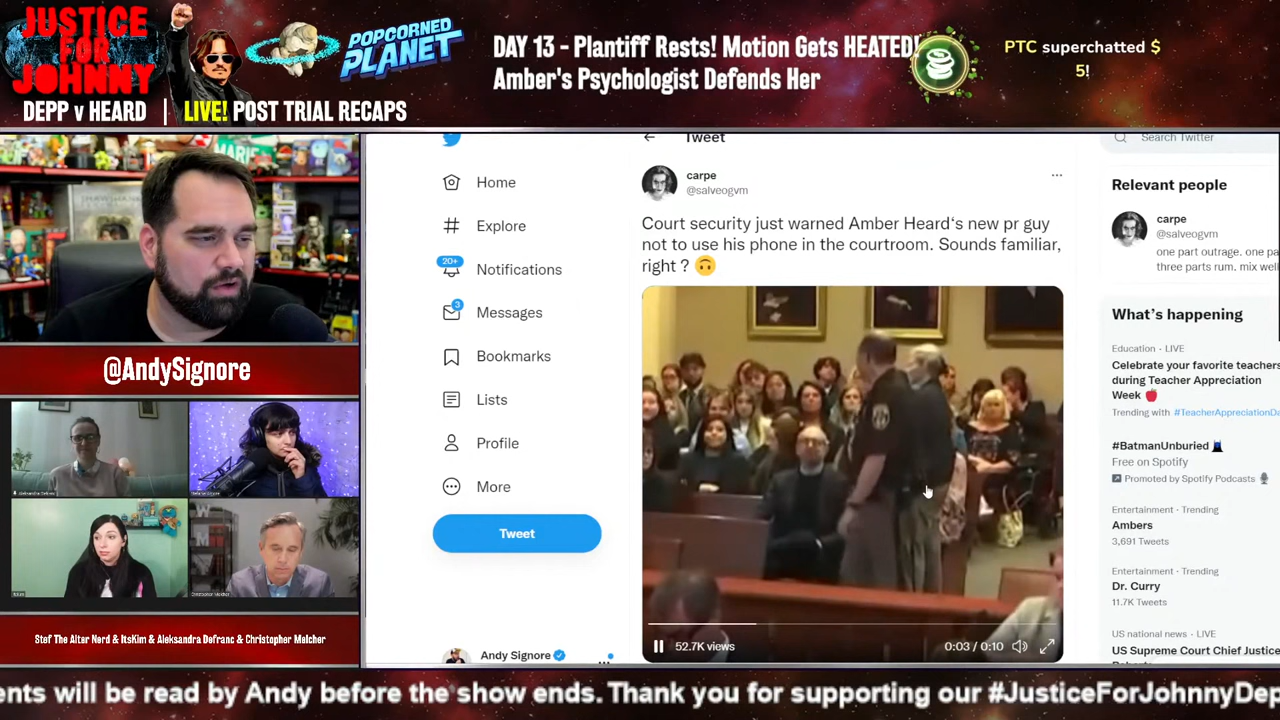 JUSTICE
FOR
JOHNNY
POPCORNED
PLANET
DEPP v HEARD | LIVE! POST TRIAL RECAPS
DAY 13 - Plantiff Rests! Motion Gets HEATED!
Amber's Psychologist Defends Her
PTC superchatted $
5!
@AndySignore
Stef The Alter Nerd & ItsKim & Aleksandra Defranc & Christopher Melcher
Home
Explore
20+
Notifications
3
Messages
Bookmarks
Lists
Profile
More
Tweet
Andy Signore
Tweet
carpe
@salveogvm
Court security just warned Amber Heard‘s new pr guy
not to use his phone in the courtroom. Sounds familiar,
right ? 🙃
52.7K views
0:03 / 0:10
Search Twitter
Relevant people
carpe
@salveogvm
one part outrage. one pa
three parts rum. mix wel
What's happening
Education · LIVE
Celebrate your favorite teachers
during Teacher Appreciation
Week
Trending with #TeacherAppreciationDa
#BatmanUnburied
Free on Spotify
Promoted by Spotify Podcasts
Entertainment · Trending
Ambers
3,691 Tweets
Entertainment · Trending
Dr. Curry
11.7K Tweets
US national news · LIVE
US Supreme Court Chief Justice
ents will be read by Andy before the show ends. Thank you for supporting our #JusticeForJohnnyDep